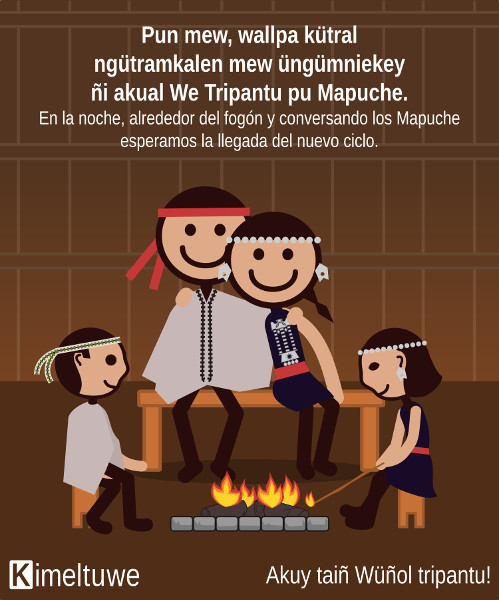 Pun mew, wallpa kütral
ngütramkalen mew üngümniekey
ñi akual We Tripantu pu Mapuche.
En la noche, alrededor del fogón y conversando los Mapuche
esperamos la llegada del nuevo ciclo.
Kimeltuwe
Akuy taiñ Wüñol tripantu!